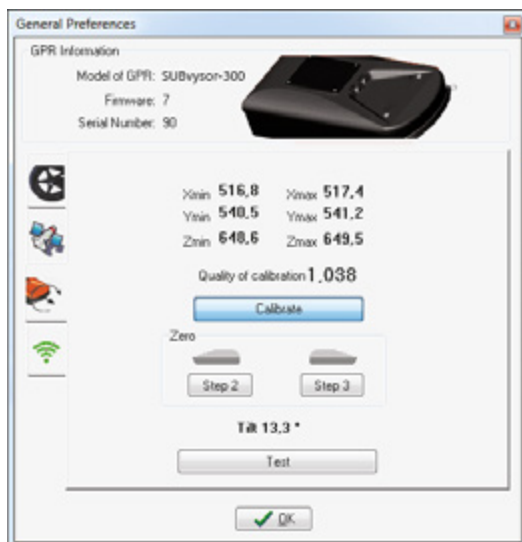 General Preferences
GPR Information
Model of GPR: SUBvysor-300
Firmware: 7
Serial Number: 90
Xmin 516,8 Xmax 517,4
Ymin 540,5 Ymax 541,2
Zmin 648,6 Zmax 649,5
Quality of calibration 1,038
Calibrate
Zero
Step 2 Step 3
Tilt 13,3 °
Test
OK